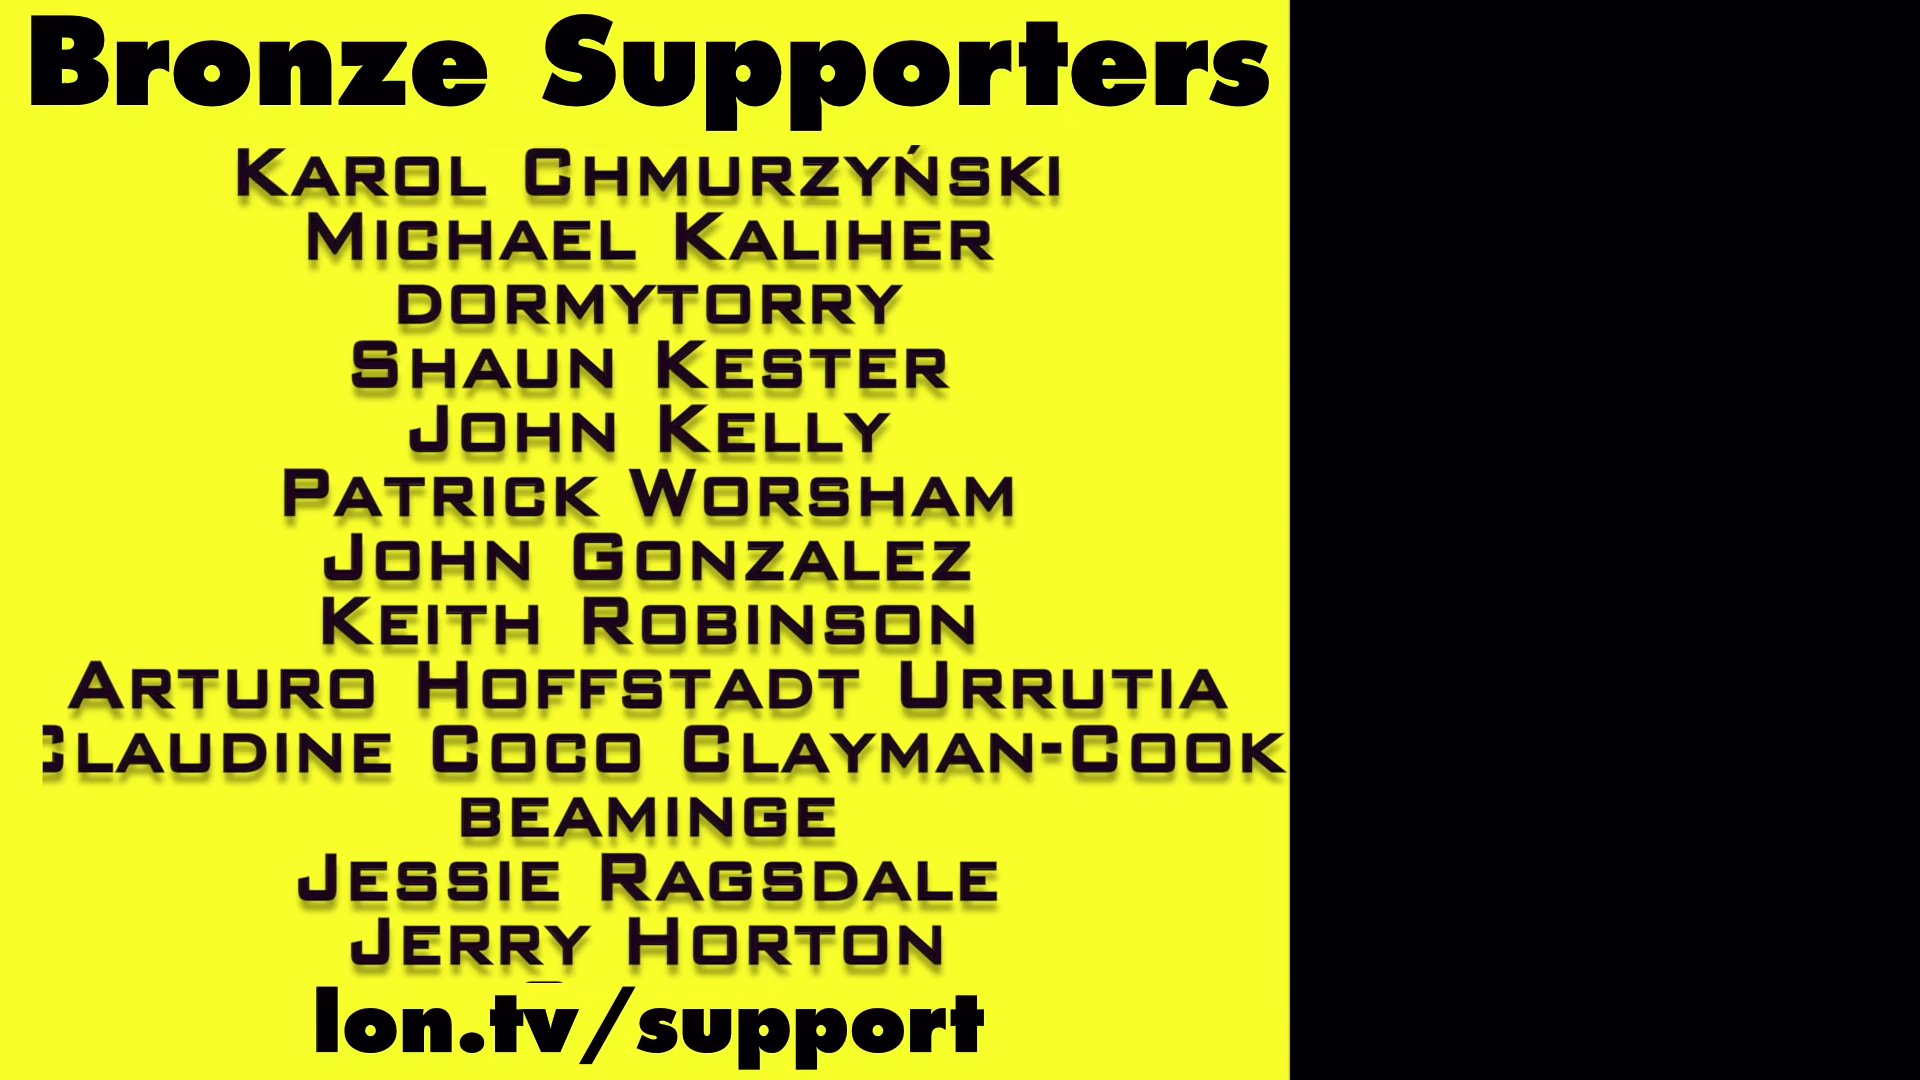 Bronze Supporters
Karol Chmurzyński
Michael Kaliher
dormytorry
Shaun Kester
John Kelly
Patrick Worsham
John Gonzalez
Keith Robinson
Arturo Hoffstadt Urrutia
Claudine Coco Clayman-Cook
beaminge
Jessie Ragsdale
Jerry Horton
lon.tv/support